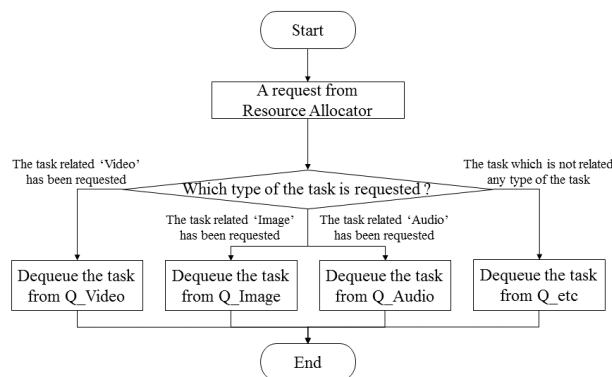 Start
A request from
Resource Allocator
The task related ‘Video’
has been requested
The task which is not related
any type of the task
Which type of the task is requested ?
The task related ‘Image’
has been requested
The task related ‘Audio’
has been requested
Dequeue the task
from Q_Video
Dequeue the task
from Q_Image
Dequeue the task
from Q_Audio
Dequeue the task
from Q_etc
End